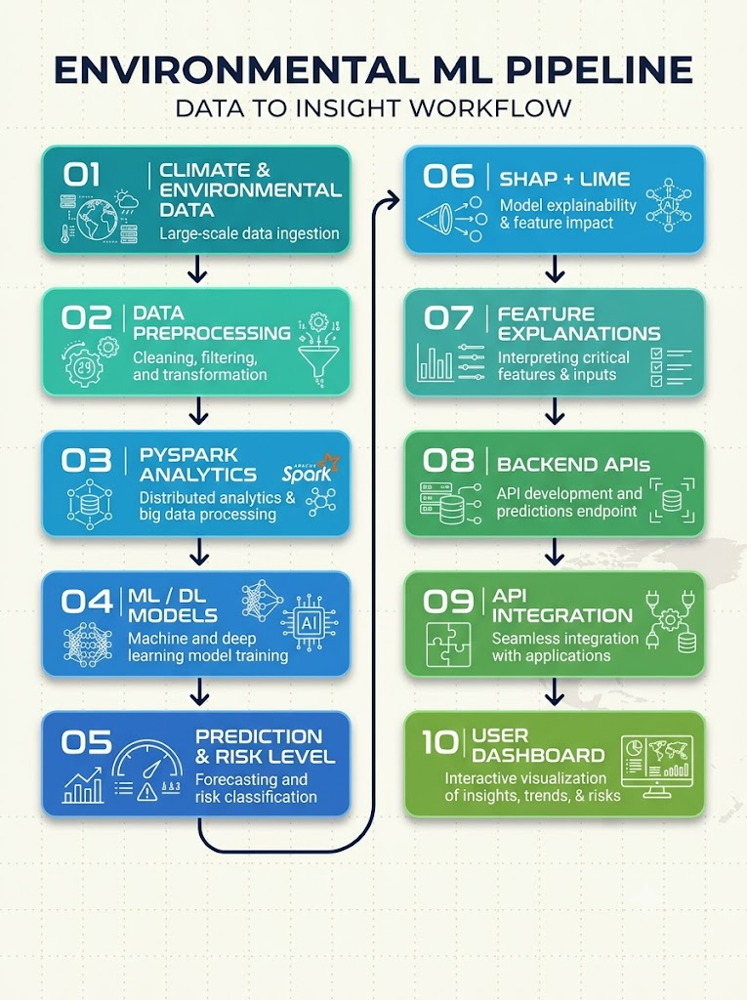 ENVIRONMENTAL ML PIPELINE
DATA TO INSIGHT WORKFLOW
01
CLIMATE &
ENVIRONMENTAL
DATA
Large-scale data ingestion
02
DATA
PREPROCESSING
Cleaning, filtering,
and transformation
29
03
PYSPARK
ANALYTICS
APACHE
Spark
Distributed analytics &
big data processing
04
ML / DL
MODELS
AI
Machine and deep
learning model training
05
PREDICTION
& RISK LEVEL
Forecasting and
risk classification
06
SHAP + LIME
Model explainability
& feature impact
AI
07
FEATURE
EXPLANATIONS
Interpreting critical
features & inputs
08
BACKEND APIs
API development and
predictions endpoint
09
API
INTEGRATION
Seamless integration
with applications
10
USER
DASHBOARD
Interactive visualization
of insights, trends, & risks